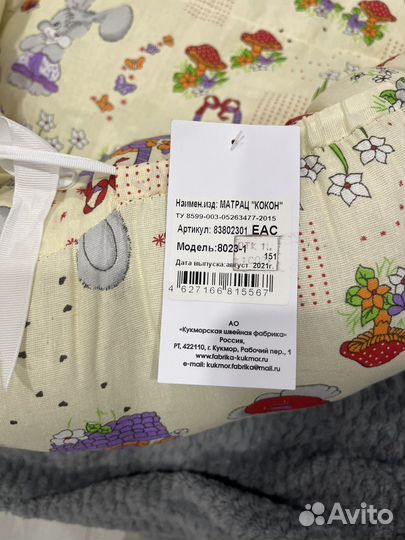 Наимен.изд: МАТРАЦ "КОКОН"
ТУ 8599-003-05263477-2015
Артикул: 83802301 ЕАС
Модель:8023-1
ОТК
151
Дата выпуска:август 2021г.
4 627166 815567
АО
«Кукморская швейная фабрика»
Россия,
РТ, 422110, г. Кукмор, Рабочий пер., 1
www.fabrika-kukmor.ru
e-mail: kukmor.fabrika@mail.ru
Avito